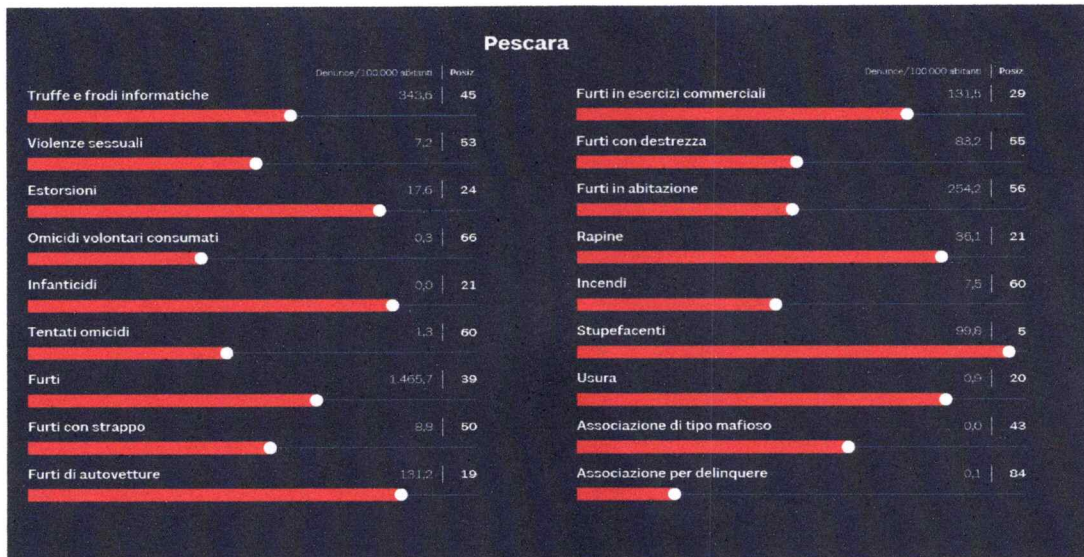 Pescara
Denunce/100.000 abitanti | Posiz.
Truffe e frodi informatiche 343,6 | 45
Violenze sessuali 7,2 | 53
Estorsioni 17,6 | 24
Omicidi volontari consumati 0,3 | 66
Infanticidi 0,0 | 21
Tentati omicidi 1,3 | 60
Furti 1.465,7 | 39
Furti con strappo 8,9 | 50
Furti di autovetture 131,2 | 19
Denunce/100.000 abitanti | Posiz.
Furti in esercizi commerciali 131,5 | 29
Furti con destrezza 83,2 | 55
Furti in abitazione 254,2 | 56
Rapine 36,1 | 21
Incendi 7,5 | 60
Stupefacenti 99,8 | 5
Usura 0,9 | 20
Associazione di tipo mafioso 0,0 | 43
Associazione per delinquere 0,1 | 84